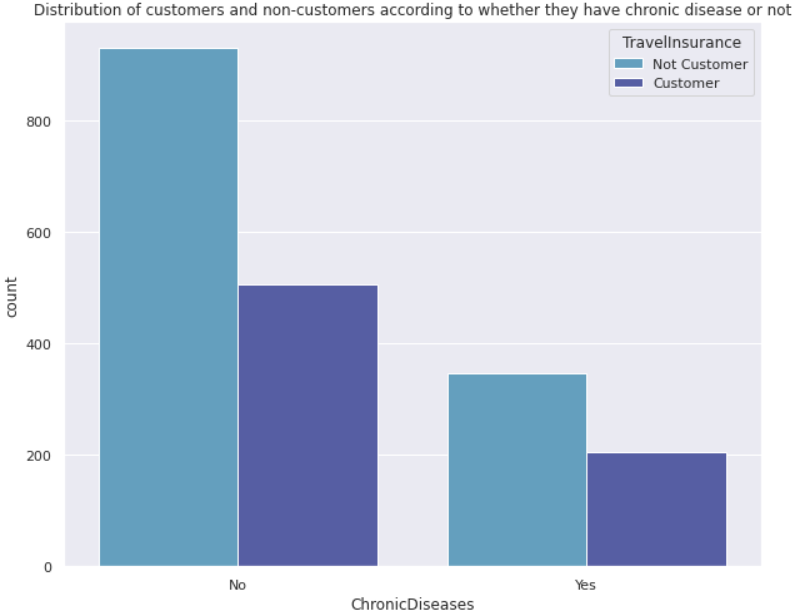 Distribution of customers and non-customers according to whether they have chronic disease or not
TravelInsurance
Not Customer
Customer
800
600
400
200
0
count
No
Yes
ChronicDiseases